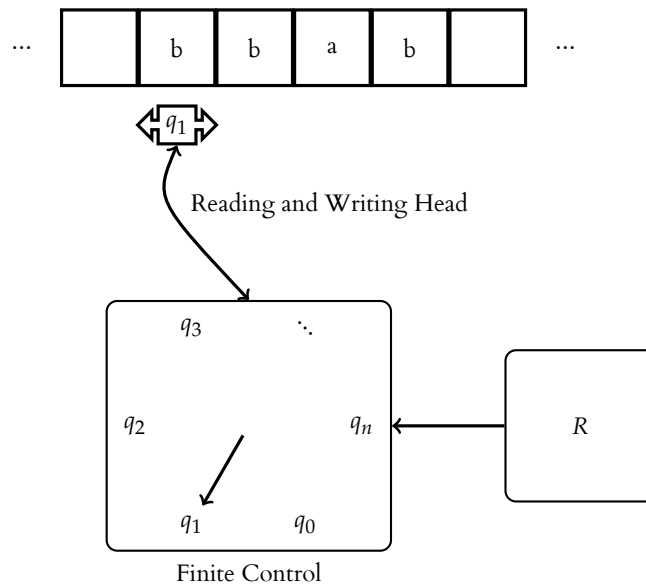 ... b b a b ...
q₁
Reading and Writing Head
q₃ ⋱
q₂ qₙ R
q₁ q₀
Finite Control